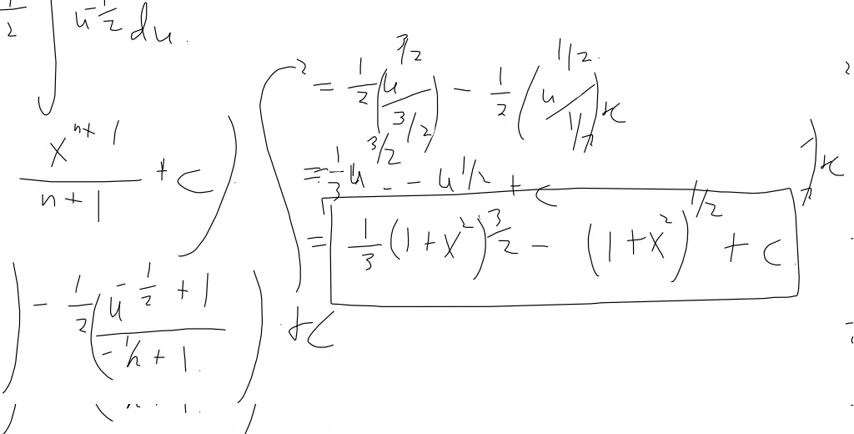 1/2 ∫ u^{-1/2} du.
x^{n+1}/(n+1) + C)
) - 1/2 (u^{-1/2 + 1}/(-1/2 + 1)) + C
= 1/2 (u^{3/2}/(3/2)) - 1/2 (u^{1/2}/(1/2)) + C
= 1/3 u^{3/2} - u^{1/2} + C
= 1/3 (1+x^2)^{3/2} - (1+x^2)^{1/2} + C